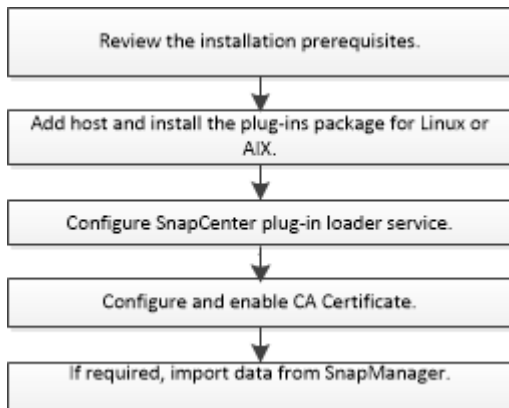 Review the installation prerequisites.
Add host and install the plug-ins package for Linux or
AIX.
Configure SnapCenter plug-in loader service.
Configure and enable CA Certificate.
If required, import data from SnapManager.